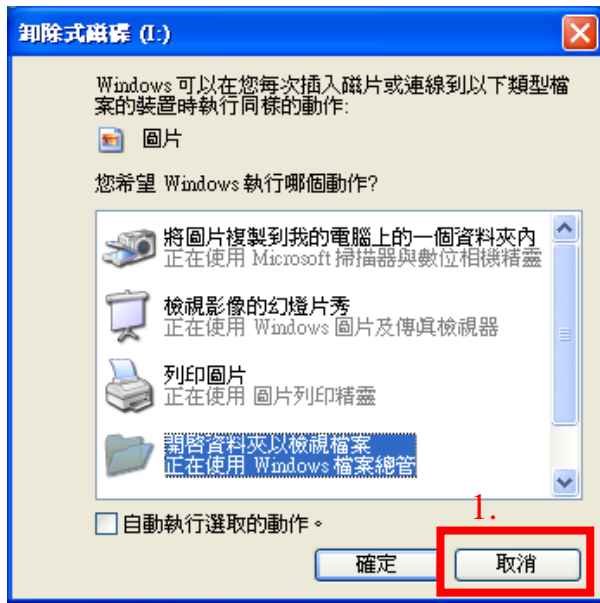 卸除式磁碟 (I:)
Windows 可以在您每次插入磁片或連線到以下類型檔
案的裝置時執行同樣的動作:
圖片
您希望 Windows 執行哪個動作?
將圖片複製到我的電腦上的一個資料夾內
正在使用 Microsoft 掃描器與數位相機精靈
檢視影像的幻燈片秀
正在使用 Windows 圖片及傳真檢視器
列印圖片
正在使用 圖片列印精靈
開啟資料夾以檢視檔案
正在使用 Windows 檔案總管
1.
自動執行選取的動作。
確定
取消